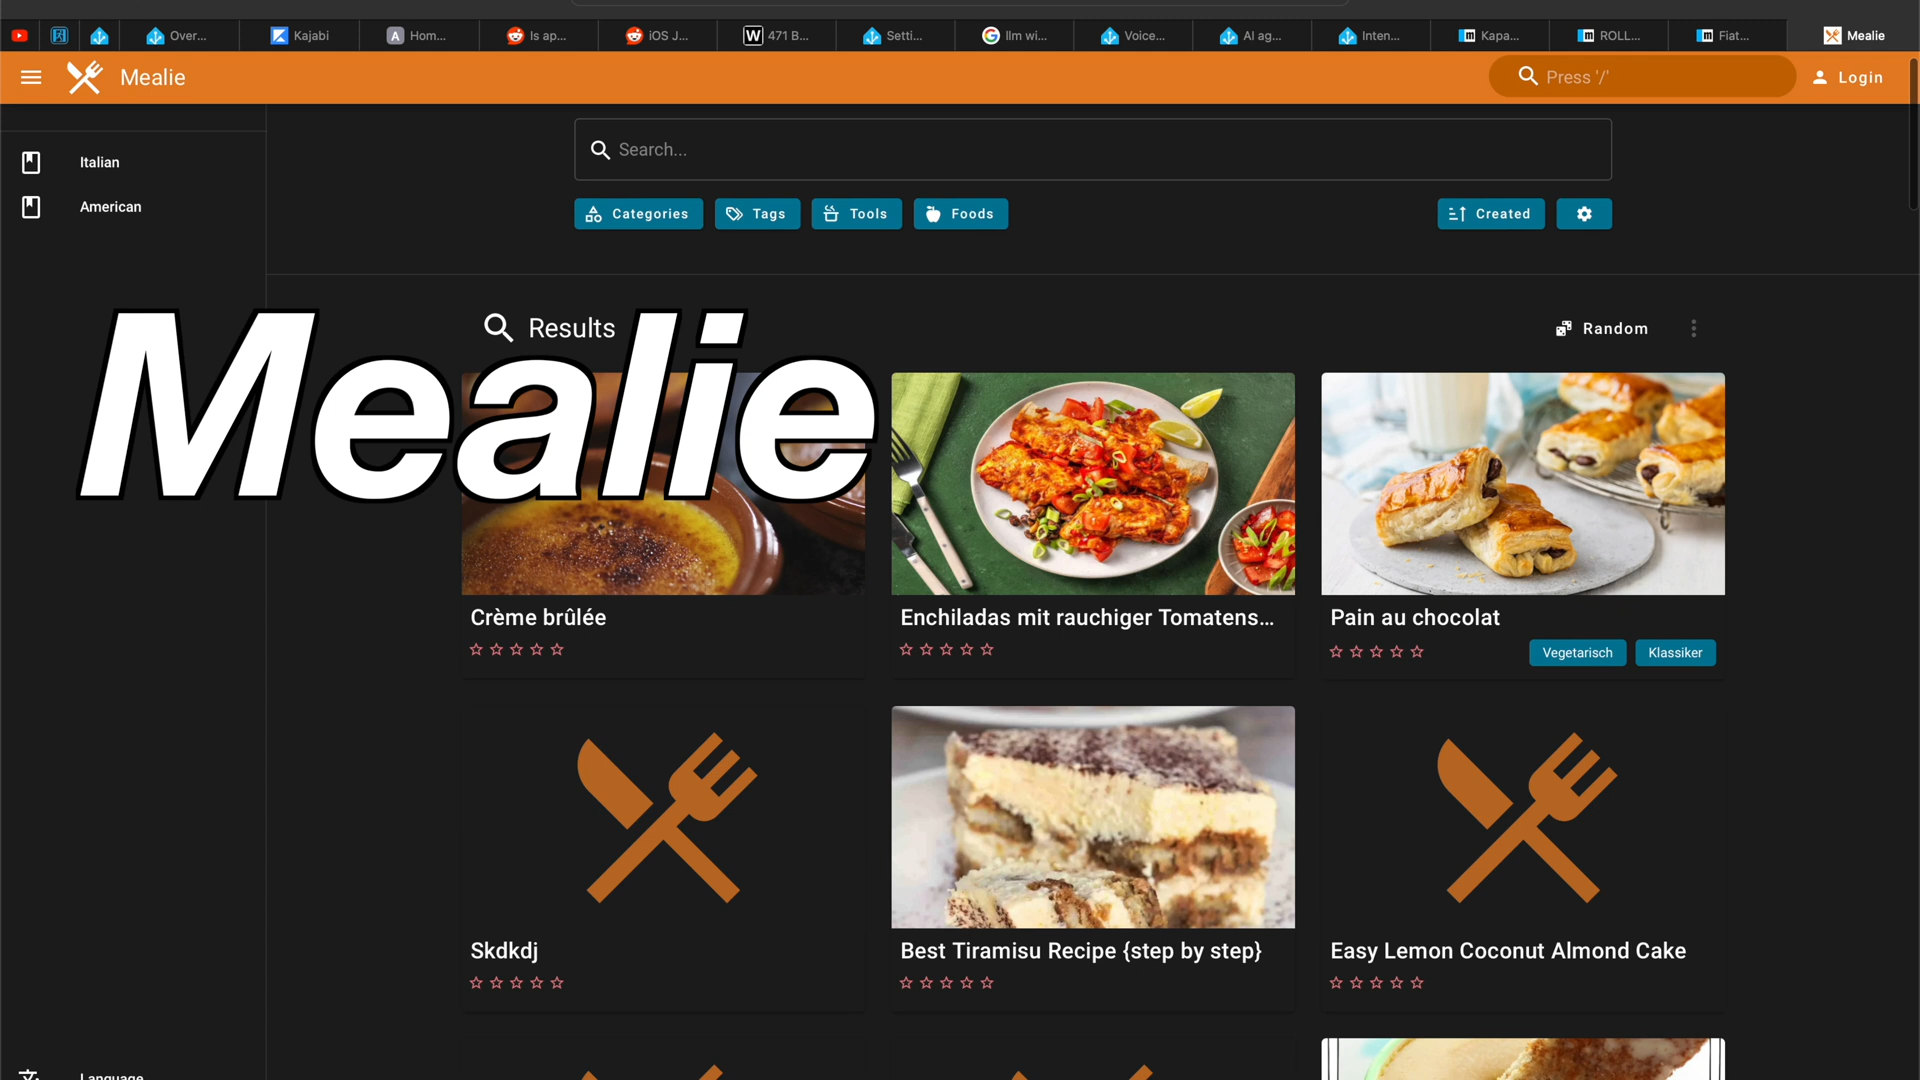 Over...
Kajabi
Hom...
Is ap...
iOS J...
471 B...
Setti...
llm wi...
Voice...
AI ag...
Inten...
Kapa...
ROLL...
Fiat...
Mealie
Mealie
Press '/'
Login
Italian
American
Search...
Categories
Tags
Tools
Foods
Created
Results
Random
Mealie
Crème brûlée
Enchiladas mit rauchiger Tomatens...
Pain au chocolat
Vegetarisch
Klassiker
Skdkdj
Best Tiramisu Recipe {step by step}
Easy Lemon Coconut Almond Cake
Language